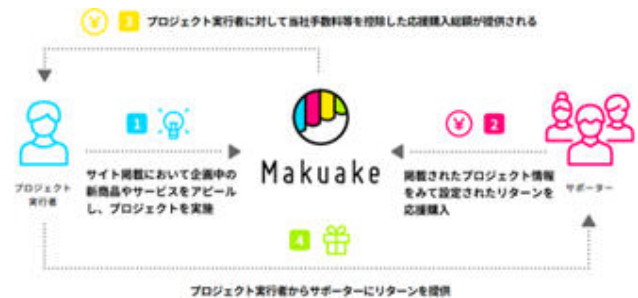 ¥ 3 プロジェクト実行者に対して当社手数料等を控除した応援購入総額が提供される
1
¥ 2
サイト掲載において企画中の
新商品やサービスをアピール
し、プロジェクトを実施
Makuake
掲載されたプロジェクト情報
をみて設定されたリターンを
応援購入
プロジェクト
実行者
サポーター
4
プロジェクト実行者からサポーターにリターンを提供